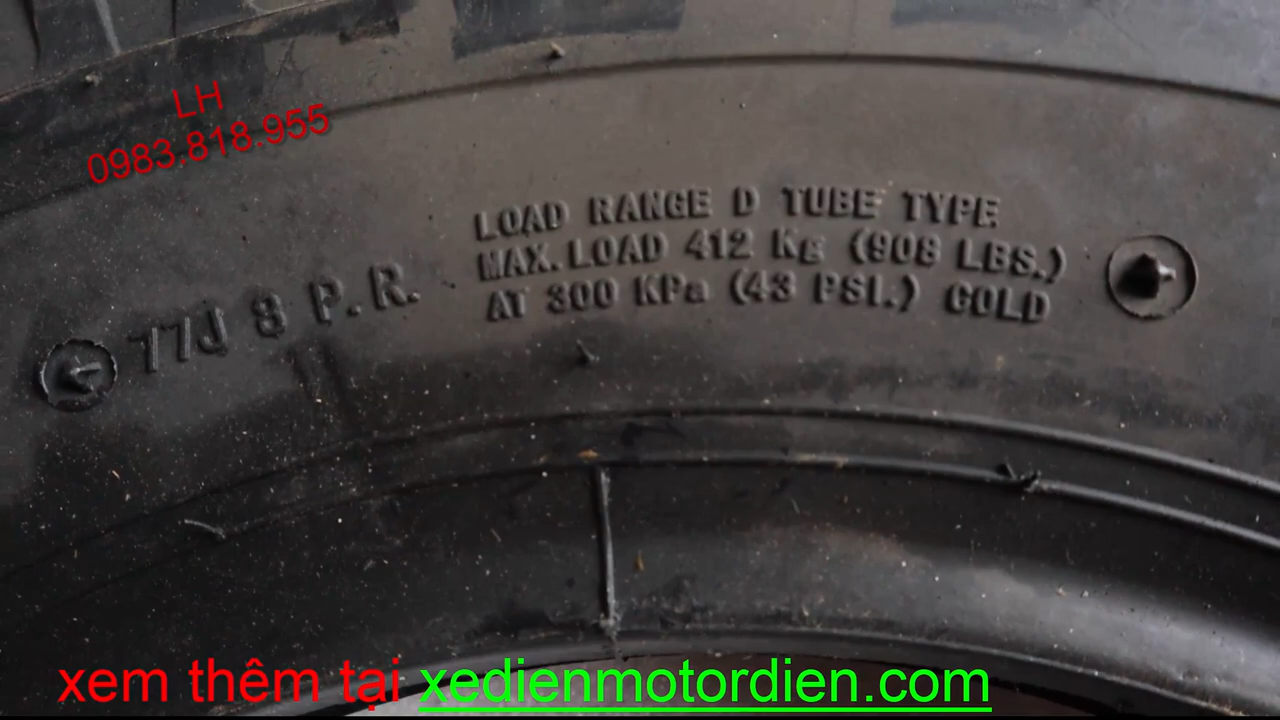 LH
0983.818.955
LOAD RANGE D TUBE TYPE
MAX. LOAD 412 Kg (908 LBS.)
AT 300 KPa (43 PSI.) COLD
77J 8 P.R.
xem thêm tại xedienmotordien.com